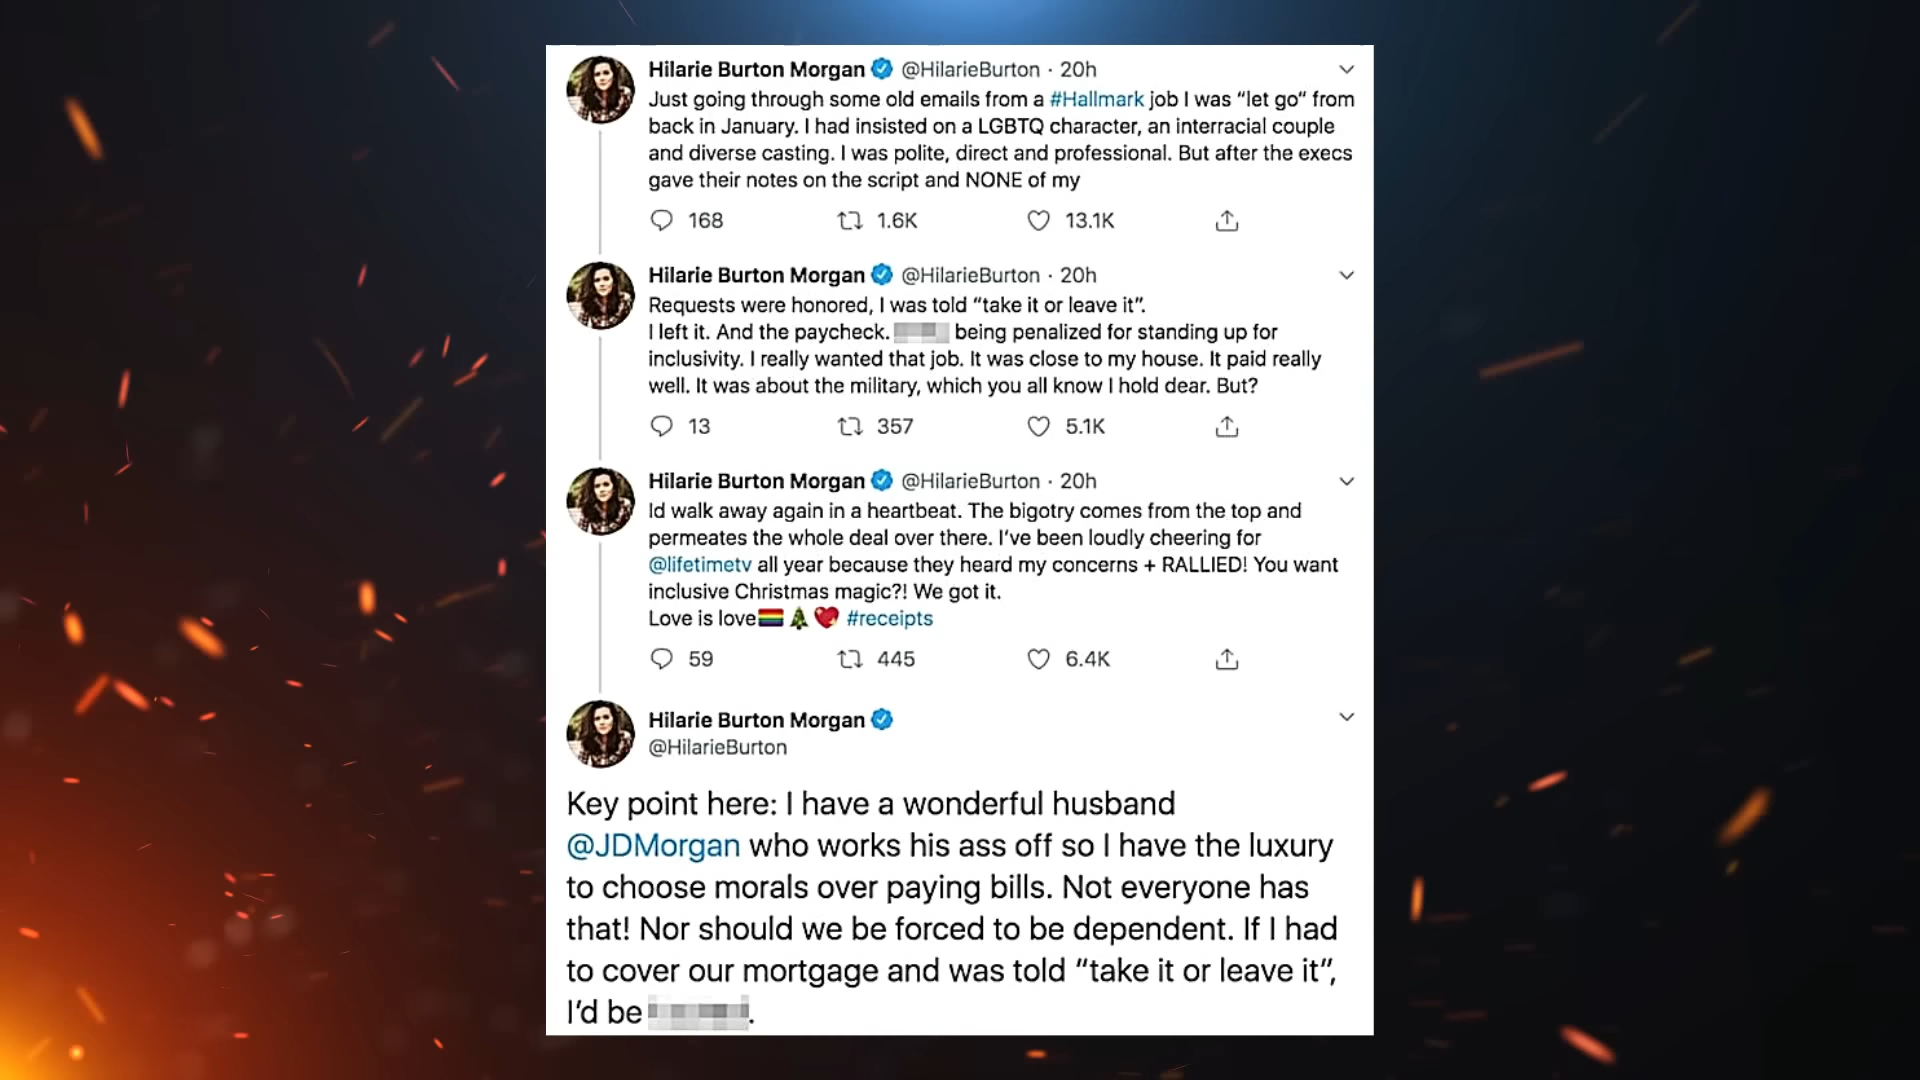 Hilarie Burton Morgan @HilarieBurton · 20h
Just going through some old emails from a #Hallmark job I was “let go“ from
back in January. I had insisted on a LGBTQ character, an interracial couple
and diverse casting. I was polite, direct and professional. But after the execs
gave their notes on the script and NONE of my
168 1.6K 13.1K
Hilarie Burton Morgan @HilarieBurton · 20h
Requests were honored, I was told “take it or leave it”.
I left it. And the paycheck. being penalized for standing up for
inclusivity. I really wanted that job. It was close to my house. It paid really
well. It was about the military, which you all know I hold dear. But?
13 357 5.1K
Hilarie Burton Morgan @HilarieBurton · 20h
Id walk away again in a heartbeat. The bigotry comes from the top and
permeates the whole deal over there. I’ve been loudly cheering for
@lifetimetv all year because they heard my concerns + RALLIED! You want
inclusive Christmas magic?! We got it.
Love is love🏳️‍🌈🎄💖 #receipts
59 445 6.4K
Hilarie Burton Morgan
@HilarieBurton
Key point here: I have a wonderful husband
@JDMorgan who works his ass off so I have the luxury
to choose morals over paying bills. Not everyone has
that! Nor should we be forced to be dependent. If I had
to cover our mortgage and was told “take it or leave it”,
I’d be .